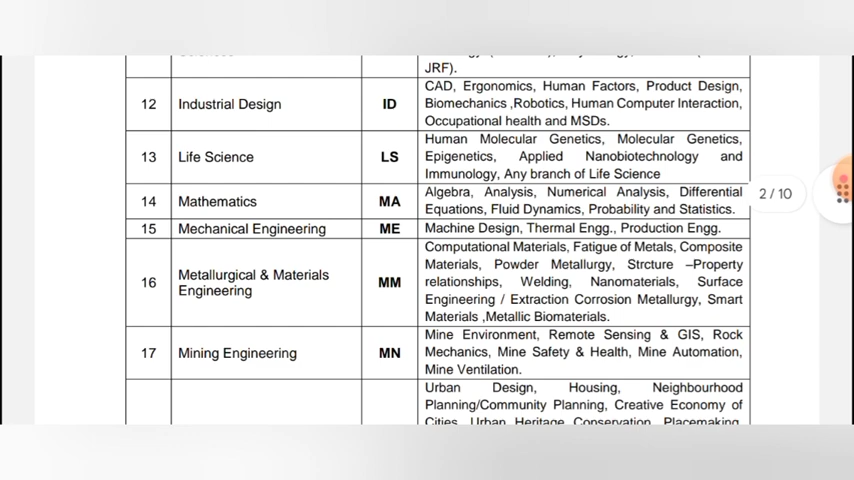 JRF).
12 Industrial Design ID CAD, Ergonomics, Human Factors, Product Design,
Biomechanics ,Robotics, Human Computer Interaction,
Occupational health and MSDs.
13 Life Science LS Human Molecular Genetics, Molecular Genetics,
Epigenetics, Applied Nanobiotechnology and
Immunology, Any branch of Life Science
14 Mathematics MA Algebra, Analysis, Numerical Analysis, Differential
Equations, Fluid Dynamics, Probability and Statistics.
2 / 10
15 Mechanical Engineering ME Machine Design, Thermal Engg., Production Engg.
16 Metallurgical & Materials Engineering MM Computational Materials, Fatigue of Metals, Composite
Materials, Powder Metallurgy, Strcture –Property
relationships, Welding, Nanomaterials, Surface
Engineering / Extraction Corrosion Metallurgy, Smart
Materials ,Metallic Biomaterials.
17 Mining Engineering MN Mine Environment, Remote Sensing & GIS, Rock
Mechanics, Mine Safety & Health, Mine Automation,
Mine Ventilation.
Urban Design, Housing, Neighbourhood
Planning/Community Planning, Creative Economy of
Cities, Urban Heritage Conservation, Placemaking,